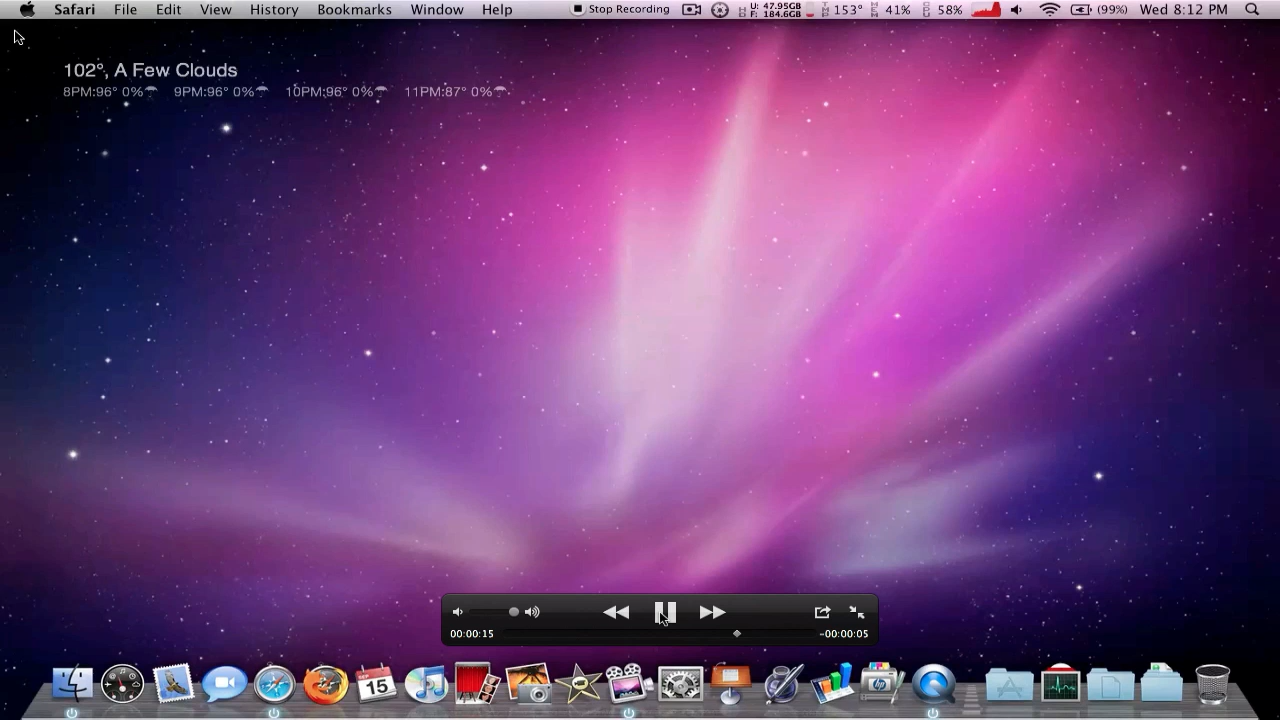 Safari File Edit View History Bookmarks Window Help Stop Recording U: 47.95GB F: 184.6GB 153° 41% 58% (99%) Wed 8:12 PM
102°, A Few Clouds
8PM:96° 0% 9PM:96° 0% 10PM:96° 0% 11PM:87° 0%
00:00:15 -00:00:05
SEP
15
hp